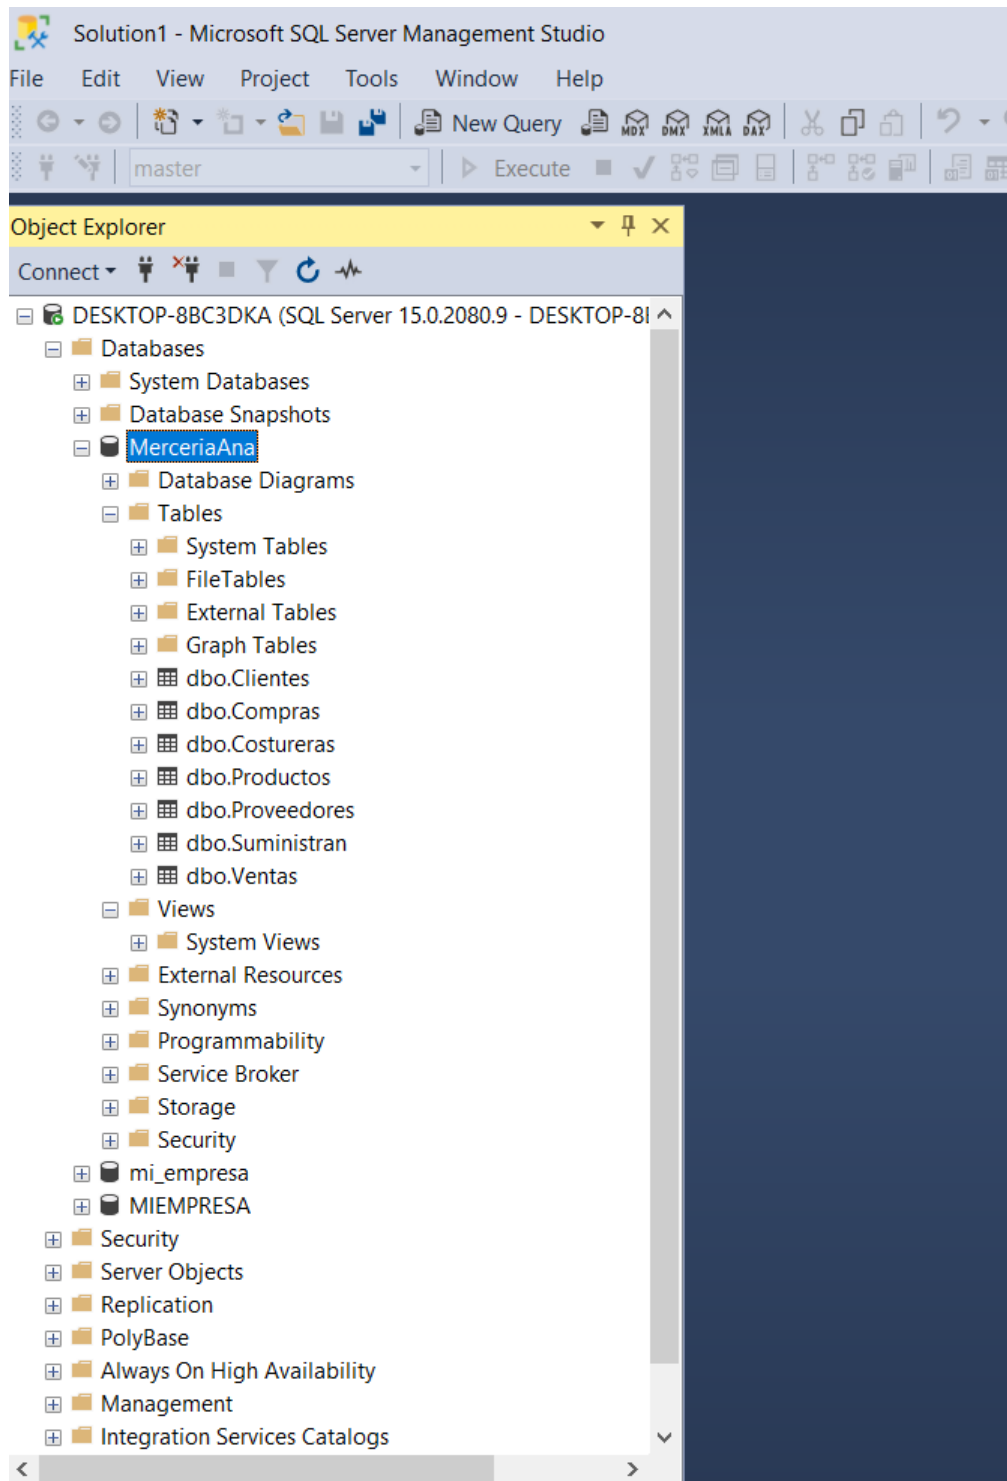 Solution1 - Microsoft SQL Server Management Studio
File Edit View Project Tools Window Help
New Query MDX DMX XMLA DAX
master Execute
Object Explorer
Connect
DESKTOP-8BC3DKA (SQL Server 15.0.2080.9 -
Databases
System Databases
Database Snapshots
MerceriaAna
Database Diagrams
Tables
System Tables
FileTables
External Tables
Graph Tables
dbo.Clientes
dbo.Compras
dbo.Costureras
dbo.Productos
dbo.Proveedores
dbo.Suministran
dbo.Ventas
Views
System Views
External Resources
Synonyms
Programmability
Service Broker
Storage
Security
mi_empresa
MIEMPRESA
Security
Server Objects
Replication
PolyBase
Always On High Availability
Management
Integration Services Catalogs